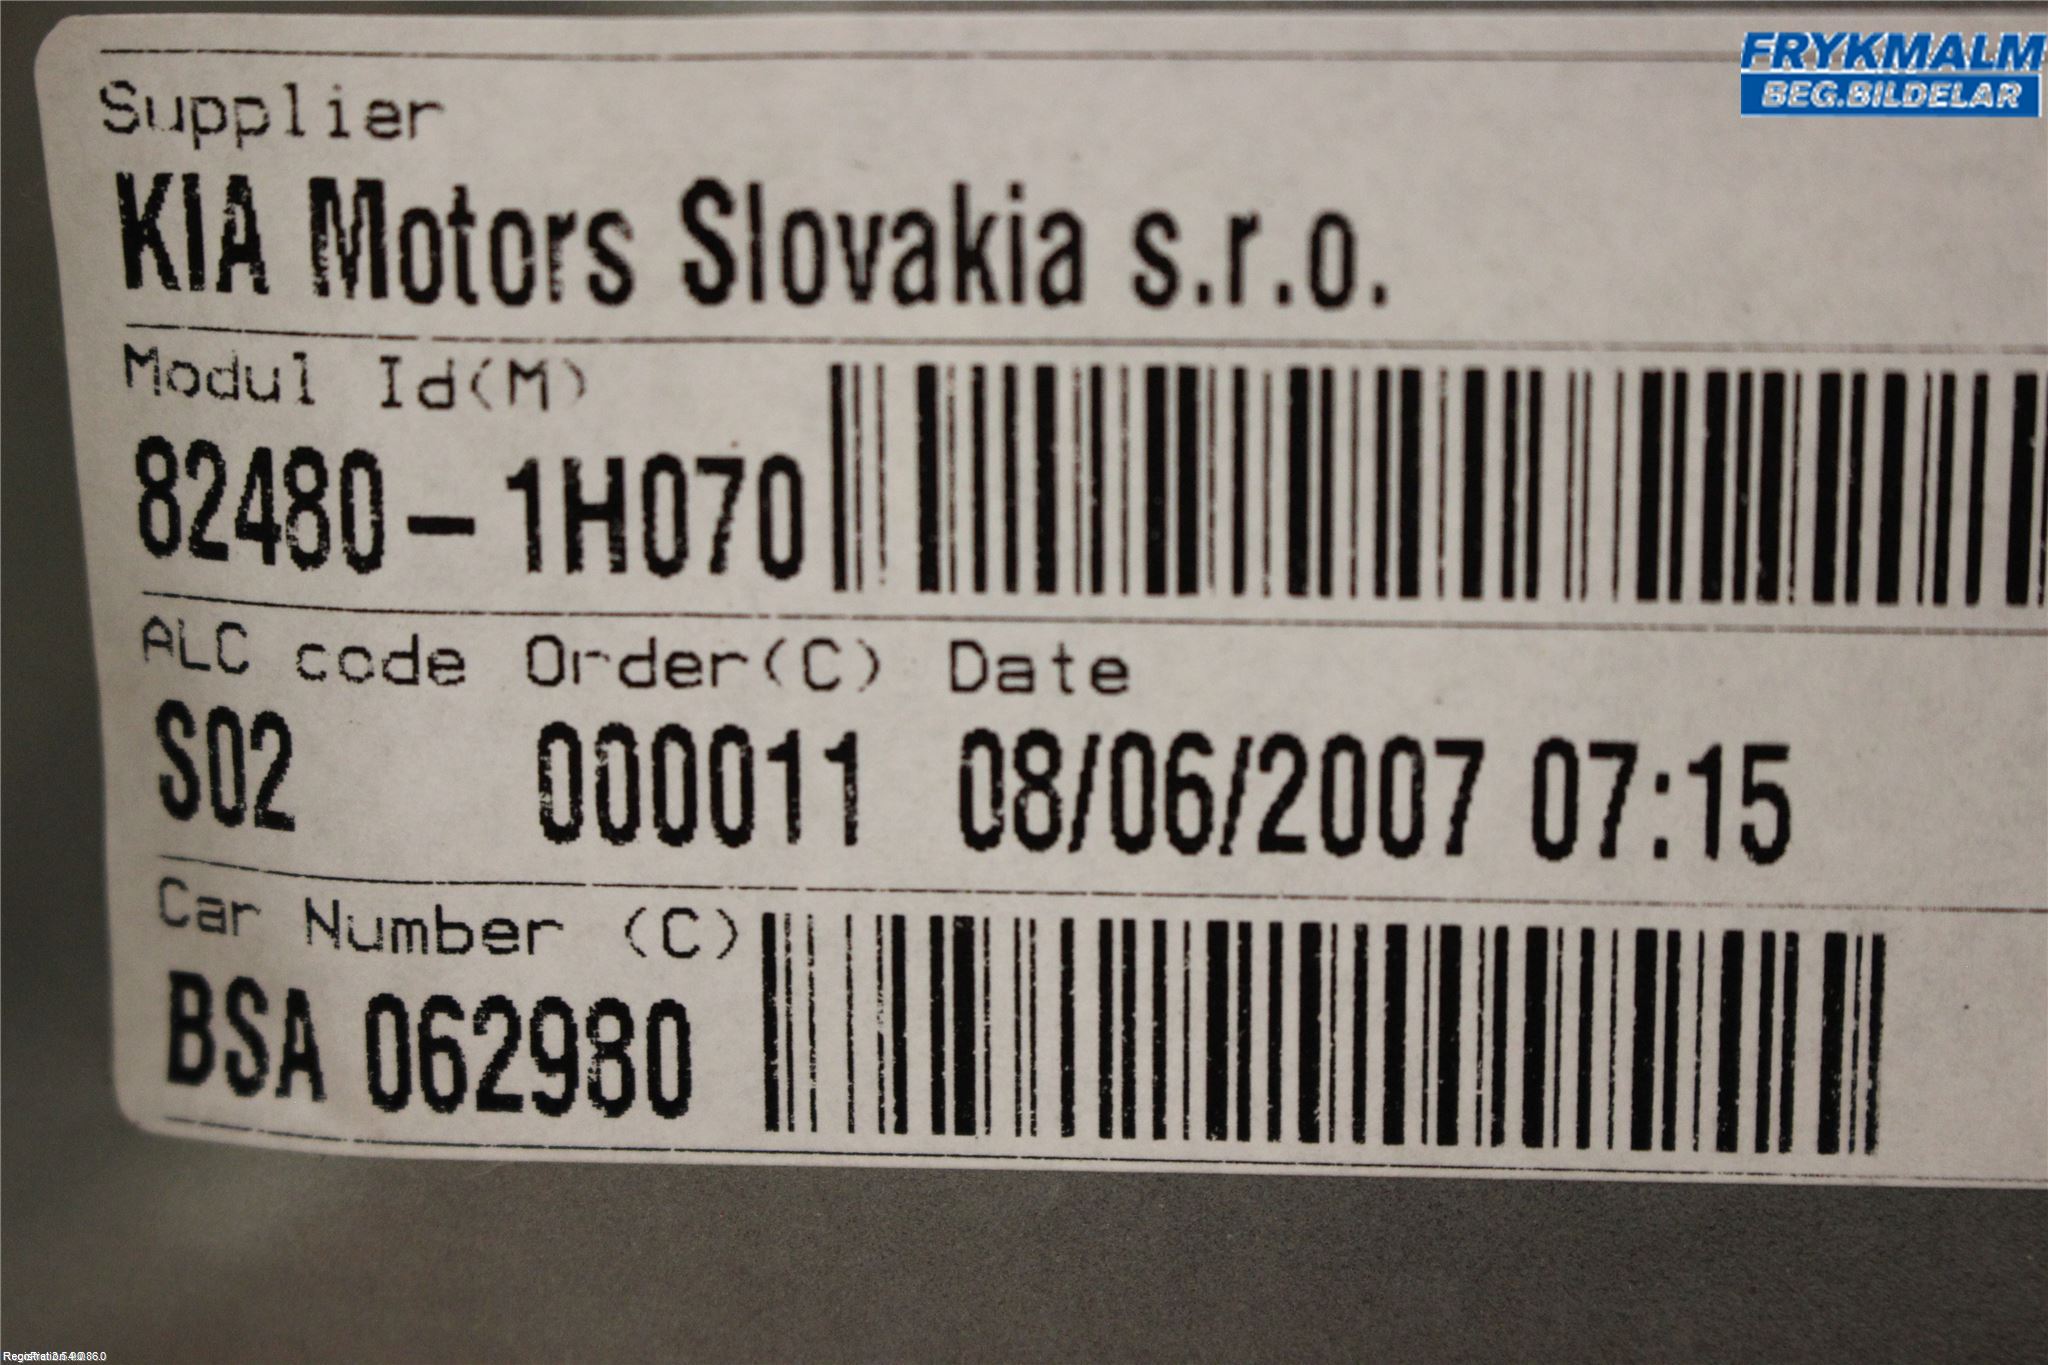 FRYKMALM
BEG.BILDELAR
Supplier
KIA Motors Slovakia s.r.o.
Modul Id(M)
82480-1H070
ALC code Order(C) Date
S02 000011 08/06/2007 07:15
Car Number (C)
BSA 062980